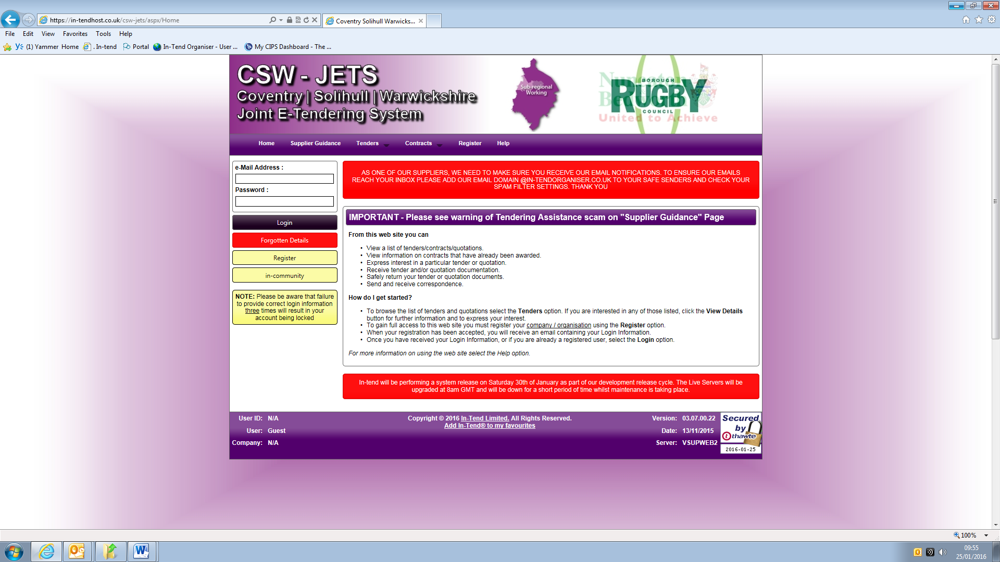 https://in-tendhost.co.uk/csw-jets/aspx/Home
Coventry Solihull Warwicks...
File Edit View Favorites Tools Help
(1) Yammer Home . In-tend Portal In-Tend Organiser - User ... My CIPS Dashboard - The ...
CSW - JETS
Coventry | Solihull | Warwickshire
Joint E-Tendering System
Sub-regional
Working
BOROUGH
RUGBY
COUNCIL
United to Achieve
Home Supplier Guidance Tenders Contracts Register Help
e-Mail Address :
Password :
Login
Forgotten Details
Register
in-community
NOTE: Please be aware that failure
to provide correct login information
three times will result in your
account being locked
AS ONE OF OUR SUPPLIERS, WE NEED TO MAKE SURE YOU RECEIVE OUR EMAIL NOTIFICATIONS. TO ENSURE OUR EMAILS
REACH YOUR INBOX PLEASE ADD OUR EMAIL DOMAIN @IN-TENDORGANISER.CO.UK TO YOUR SAFE SENDERS AND CHECK YOUR
SPAM FILTER SETTINGS. THANK YOU
IMPORTANT - Please see warning of Tendering Assistance scam on "Supplier Guidance" Page
From this web site you can
• View a list of tenders/contracts/quotations.
• View information on contracts that have already been awarded.
• Express interest in a particular tender or quotation.
• Receive tender and/or quotation documentation.
• Safely return your tender or quotation documents.
• Send and receive correspondence.
How do I get started?
• To browse the list of tenders and quotations select the Tenders option. If you are interested in any of those listed, click the View Details
button for further information and to express your interest.
• To gain full access to this web site you must register your company / organisation using the Register option.
• When your registration has been accepted, you will receive an email containing your Login Information.
• Once you have received your Login Information, or if you are already a registered user, select the Login option.
For more information on using the web site select the Help option.
In-tend will be performing a system release on Saturday 30th of January as part of our development release cycle. The Live Servers will be
upgraded at 8am GMT and will be down for a short period of time whilst maintenance is taking place.
User ID: N/A
User: Guest
Company: N/A
Copyright © 2016 In-Tend Limited. All Rights Reserved.
Add In-Tend® to my favourites
Version: 03.07.00.22
Date: 13/11/2015
Server: VSUPWEB2
Secured
by
thawte
2016-01-25
100%
09:55
25/01/2016